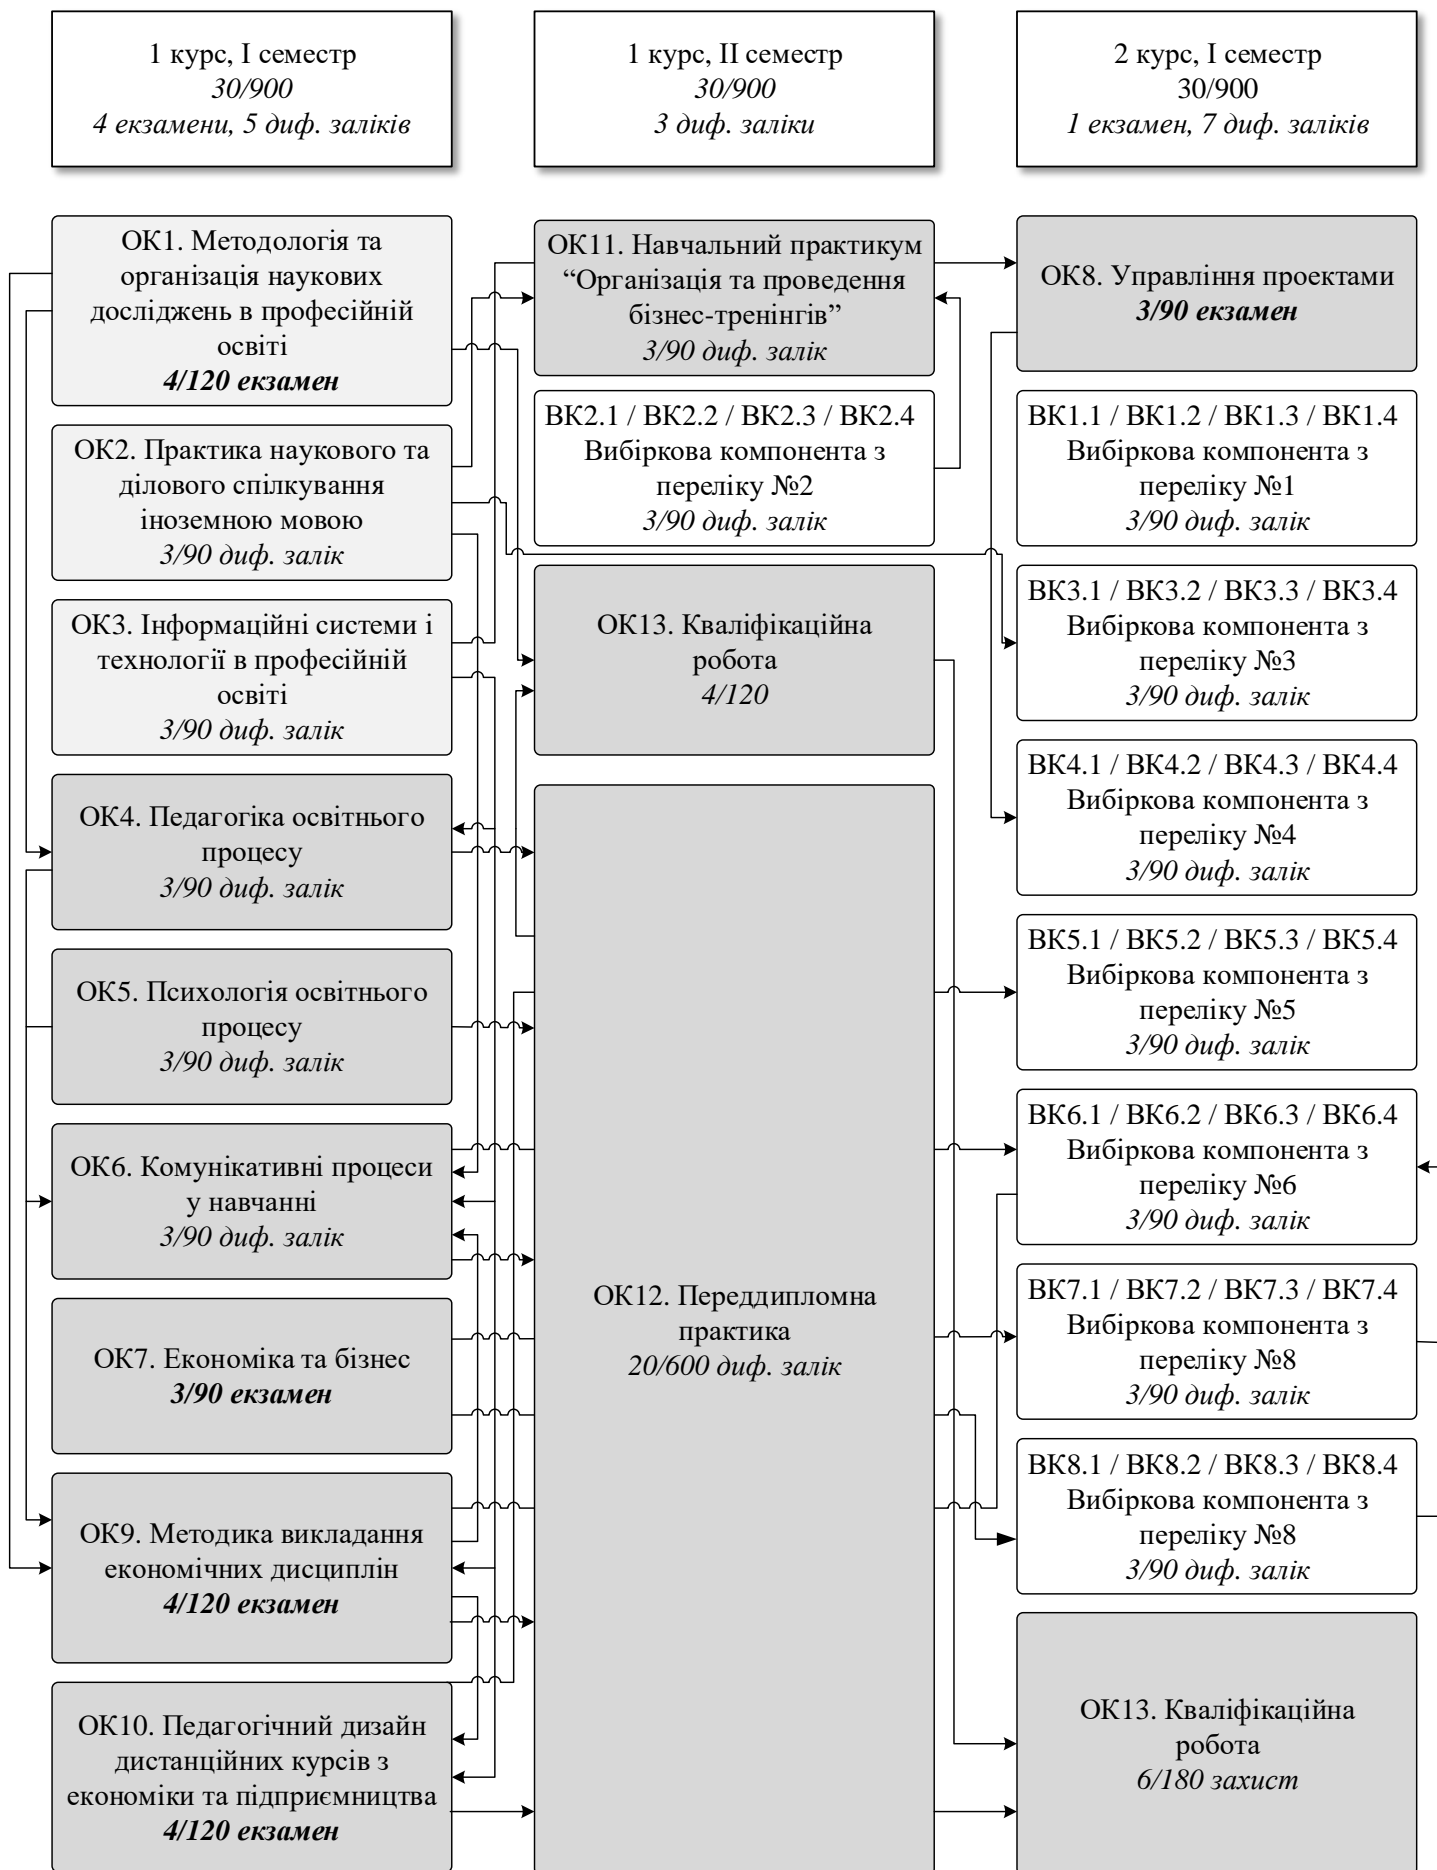 1 курс, І семестр
30/900
4 екзамени, 5 диф. заліків
1 курс, ІІ семестр
30/900
3 диф. заліки
2 курс, І семестр
30/900
1 екзамен, 7 диф. заліків
ОК1. Методологія та
організація наукових
досліджень в професійній
освіті
4/120 екзамен
ОК2. Практика наукового та
ділового спілкування
іноземною мовою
3/90 диф. залік
ОК3. Інформаційні системи і
технології в професійній
освіті
3/90 диф. залік
ОК4. Педагогіка освітнього
процесу
3/90 диф. залік
ОК5. Психологія освітнього
процесу
3/90 диф. залік
ОК6. Комунікативні процеси
у навчанні
3/90 диф. залік
ОК7. Економіка та бізнес
3/90 екзамен
ОК9. Методика викладання
економічних дисциплін
4/120 екзамен
ОК10. Педагогічний дизайн
дистанційних курсів з
економіки та підприємництва
4/120 екзамен
ОК11. Навчальний практикум
“Організація та проведення
бізнес-тренінгів”
3/90 диф. залік
ВК2.1 / ВК2.2 / ВК2.3 / ВК2.4
Вибіркова компонента з
переліку №2
3/90 диф. залік
ОК13. Кваліфікаційна
робота
4/120
ОК12. Переддипломна
практика
20/600 диф. залік
ОК8. Управління проектами
3/90 екзамен
ВК1.1 / ВК1.2 / ВК1.3 / ВК1.4
Вибіркова компонента з
переліку №1
3/90 диф. залік
ВК3.1 / ВК3.2 / ВК3.3 / ВК3.4
Вибіркова компонента з
переліку №3
3/90 диф. залік
ВК4.1 / ВК4.2 / ВК4.3 / ВК4.4
Вибіркова компонента з
переліку №4
3/90 диф. залік
ВК5.1 / ВК5.2 / ВК5.3 / ВК5.4
Вибіркова компонента з
переліку №5
3/90 диф. залік
ВК6.1 / ВК6.2 / ВК6.3 / ВК6.4
Вибіркова компонента з
переліку №6
3/90 диф. залік
ВК7.1 / ВК7.2 / ВК7.3 / ВК7.4
Вибіркова компонента з
переліку №8
3/90 диф. залік
ВК8.1 / ВК8.2 / ВК8.3 / ВК8.4
Вибіркова компонента з
переліку №8
3/90 диф. залік
ОК13. Кваліфікаційна
робота
6/180 захист